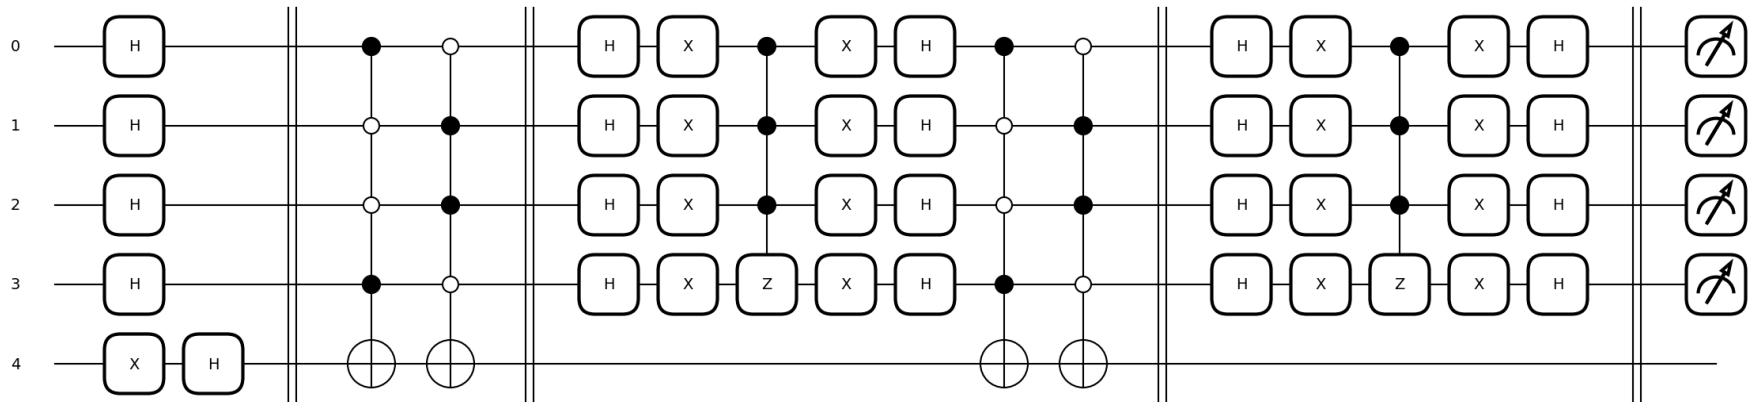 0 H H X X H H X X H
1 H H X X H H X X H
2 H H X X H H X X H
3 H H X Z X H H X Z X H
4 X H